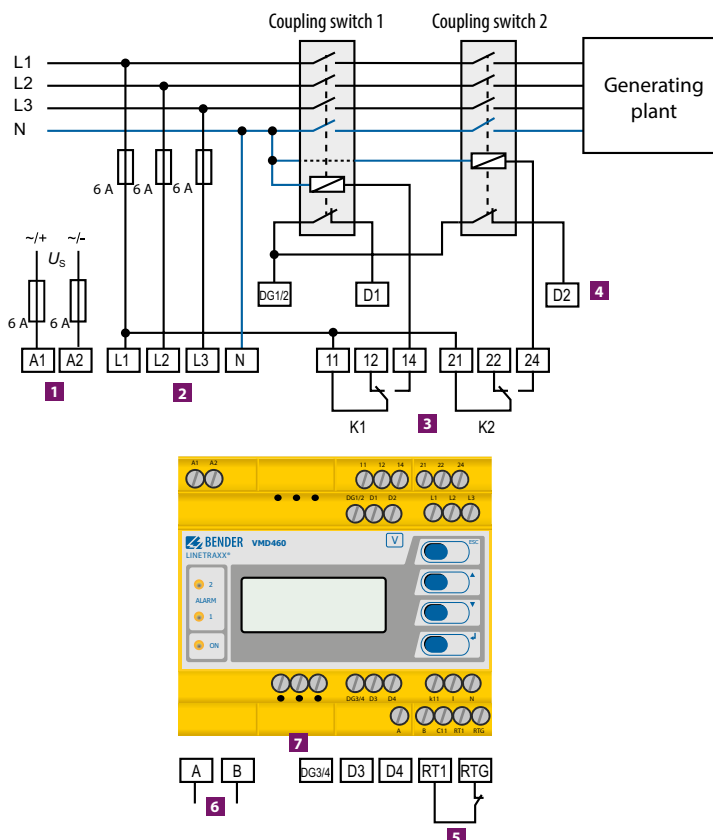 Coupling switch 1 Coupling switch 2
L1
L2
L3
N
Generating
plant
6 A 6 A 6 A
~/+ ~/-
US
6 A 6 A
DG1/2 D1 D2 4
A1 A2 L1 L2 L3 N 11 12 14 21 22 24
1 2 3
K1 K2
A1 A2 11 12 14 21 22 24
DG1/2 D1 D2 L1 L2 L3
BENDER VMD460 V
LINETRAXX®
ESC
2
ALARM
1
ON
▲
▼
↲
DG3/4 D3 D4 k11 I N
A B C11 RT1 RTG
7
A B DG3/4 D3 D4 RT1 RTG
6
5